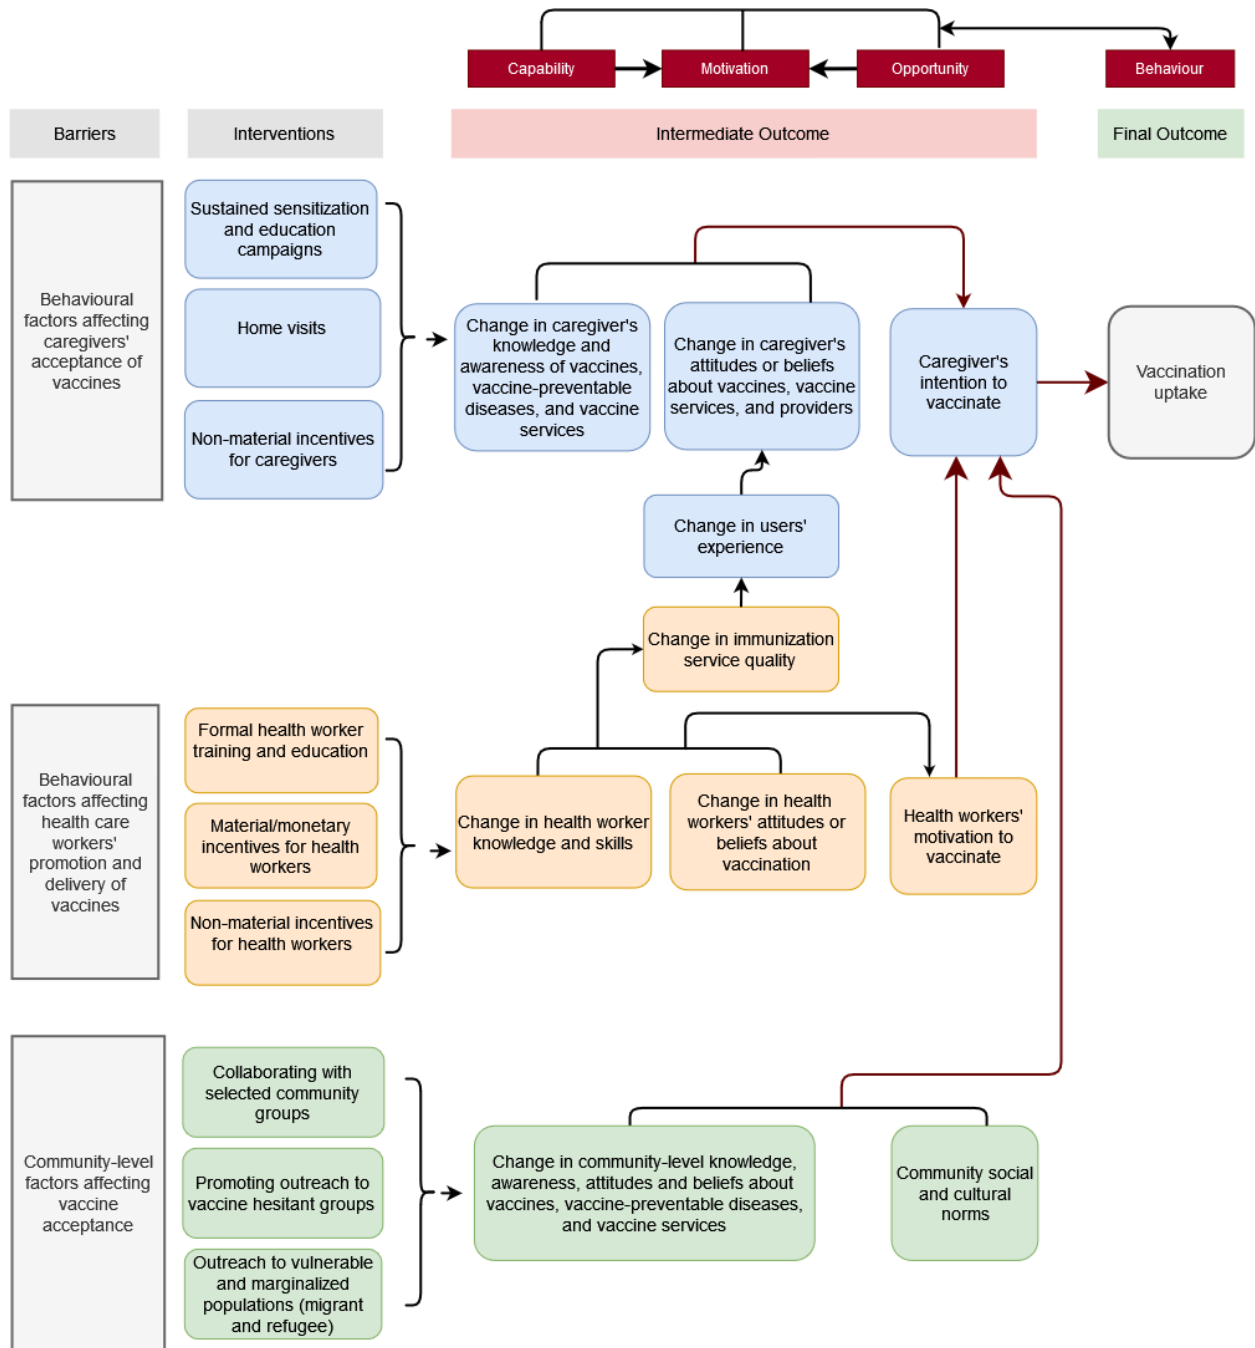 Capability
Motivation
Opportunity
Behaviour
Barriers
Interventions
Intermediate Outcome
Final Outcome
Behavioural
factors affecting
caregivers'
acceptance of
vaccines
Sustained sensitization
and education
campaigns
Home visits
Non-material incentives
for caregivers
Change in caregiver's
knowledge and
awareness of vaccines,
vaccine-preventable
diseases, and vaccine
services
Change in caregiver's
attitudes or beliefs
about vaccines, vaccine
services, and providers
Caregiver's
intention to
vaccinate
Vaccination
uptake
Change in users'
experience
Change in immunization
service quality
Behavioural
factors affecting
health care
workers'
promotion and
delivery of
vaccines
Formal health worker
training and education
Material/monetary
incentives for health
workers
Non-material incentives
for health workers
Change in health worker
knowledge and skills
Change in health
workers' attitudes or
beliefs about
vaccination
Health workers'
motivation to
vaccinate
Community-level
factors affecting
vaccine
acceptance
Collaborating with
selected community
groups
Promoting outreach to
vaccine hesitant groups
Outreach to vulnerable
and marginalized
populations (migrant
and refugee)
Change in community-level knowledge,
awareness, attitudes and beliefs about
vaccines, vaccine-preventable diseases,
and vaccine services
Community social
and cultural
norms